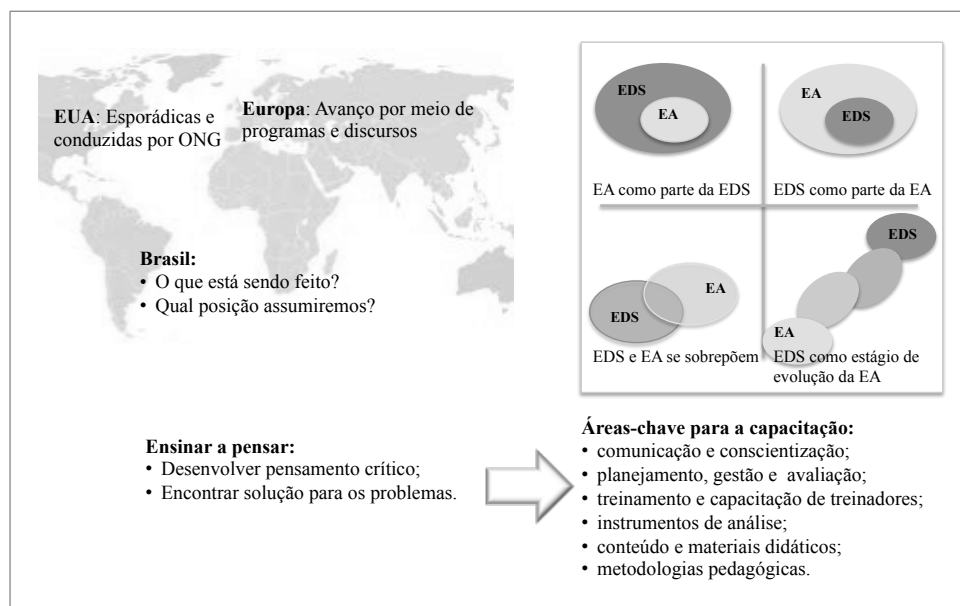 EUA: Esporádicas e
conduzidas por ONG
Europa: Avanço por meio de
programas e discursos
Brasil:
• O que está sendo feito?
• Qual posição assumiremos?
EDS
EA
EA como parte da EDS
EA
EDS
EDS como parte da EA
EDS
EA
EDS e EA se sobrepõem
EDS
EA
EDS como estágio de
evolução da EA
Ensinar a pensar:
• Desenvolver pensamento crítico;
• Encontrar solução para os problemas.
Áreas-chave para a capacitação:
• comunicação e conscientização;
• planejamento, gestão e avaliação;
• treinamento e capacitação de treinadores;
• instrumentos de análise;
• conteúdo e materiais didáticos;
• metodologias pedagógicas.